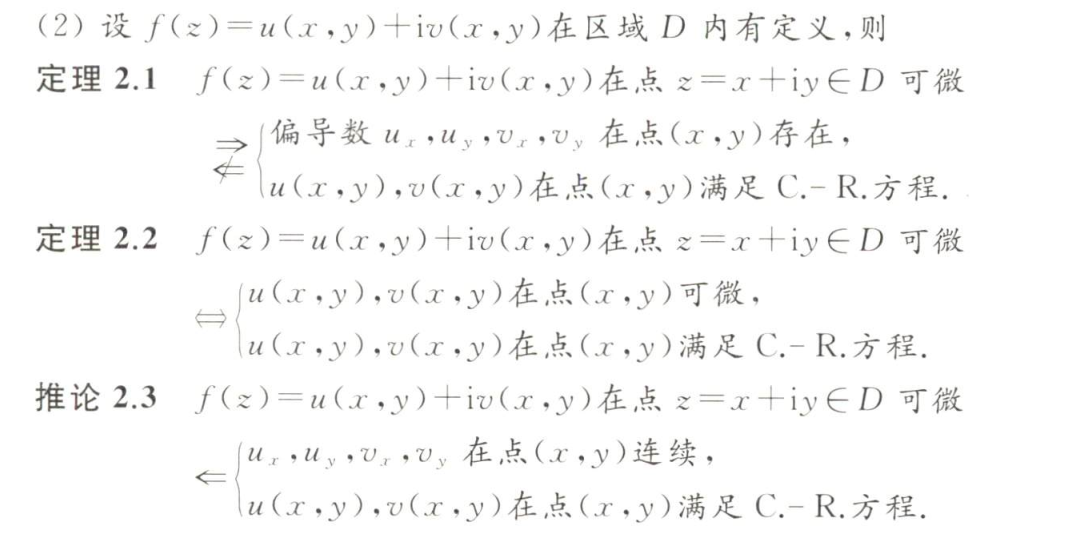 (2) 设 f(z)=u(x,y)+iv(x,y)在区域 D 内有定义,则
定理 2.1 f(z)=u(x,y)+iv(x,y)在点 z=x+iy∈D 可微
⇒⇍ { 偏导数 uₓ,u_y,vₓ,v_y 在点(x,y)存在,
u(x,y),v(x,y)在点(x,y)满足 C.-R.方程.
定理 2.2 f(z)=u(x,y)+iv(x,y)在点 z=x+iy∈D 可微
⇔ { u(x,y),v(x,y)在点(x,y)可微,
u(x,y),v(x,y)在点(x,y)满足 C.-R.方程.
推论 2.3 f(z)=u(x,y)+iv(x,y)在点 z=x+iy∈D 可微
⇐ { uₓ,u_y,vₓ,v_y 在点(x,y)连续,
u(x,y),v(x,y)在点(x,y)满足 C.-R.方程.